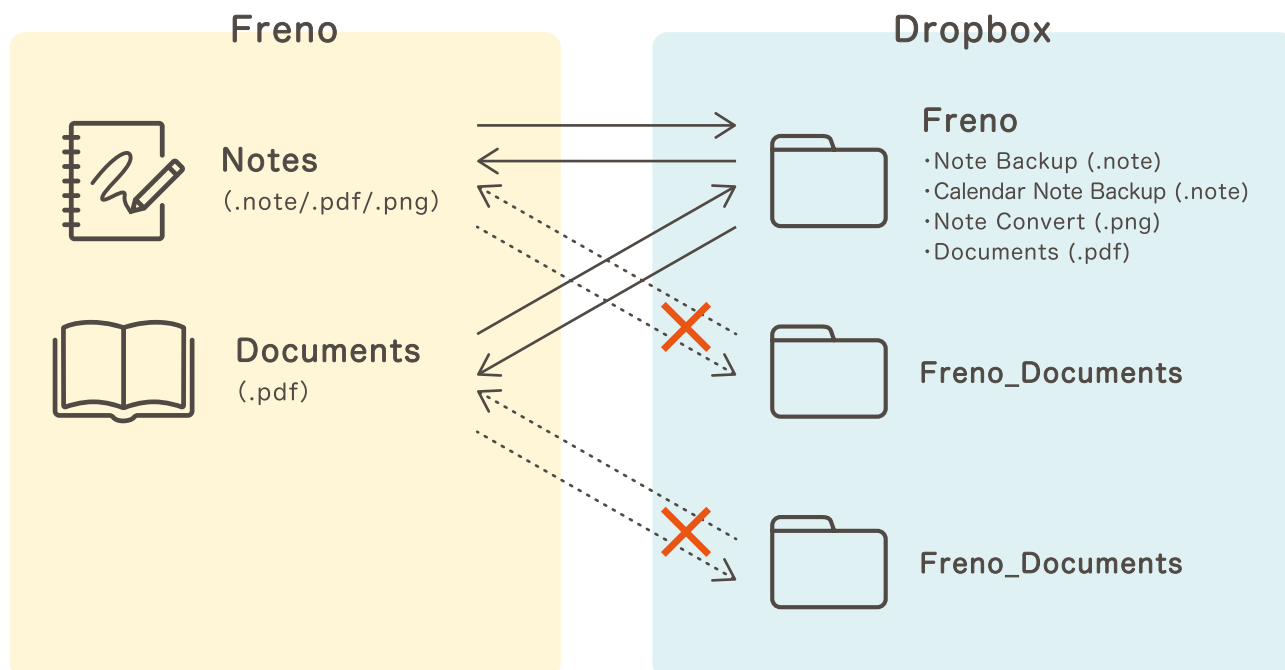 Freno
Dropbox
Notes
(.note/.pdf/.png)
Documents
(.pdf)
Freno
・Note Backup (.note)
・Calendar Note Backup (.note)
・Note Convert (.png)
・Documents (.pdf)
Freno_Documents
Freno_Documents